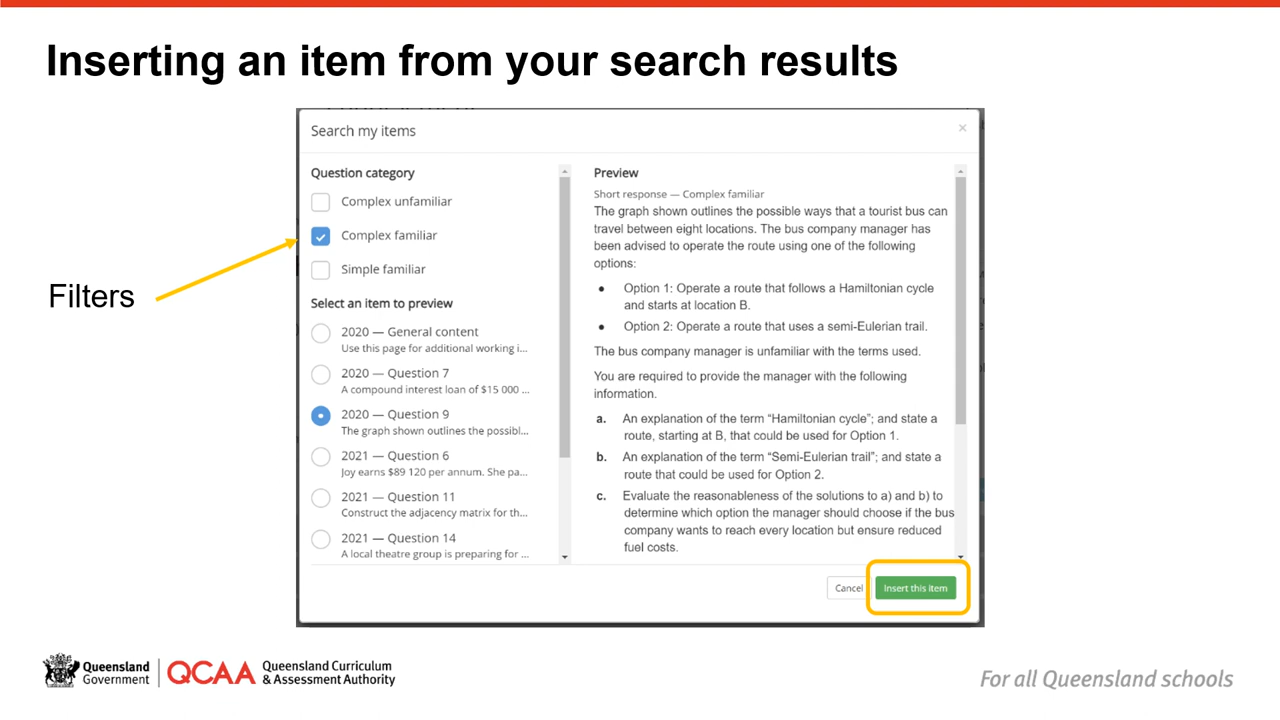 Inserting an item from your search results
Search my items
×
Question category
Complex unfamiliar
Complex familiar
Simple familiar
Filters
Select an item to preview
2020 — General content
Use this page for additional working i...
2020 — Question 7
A compound interest loan of $15 000 ...
2020 — Question 9
The graph shown outlines the possibl...
2021 — Question 6
Joy earns $89 120 per annum. She pa...
2021 — Question 11
Construct the adjacency matrix for th...
2021 — Question 14
A local theatre group is preparing for ...
Preview
Short response — Complex familiar
The graph shown outlines the possible ways that a tourist bus can
travel between eight locations. The bus company manager has
been advised to operate the route using one of the following
options:
• Option 1: Operate a route that follows a Hamiltonian cycle
and starts at location B.
• Option 2: Operate a route that uses a semi-Eulerian trail.
The bus company manager is unfamiliar with the terms used.
You are required to provide the manager with the following
information.
a. An explanation of the term “Hamiltonian cycle”; and state a
route, starting at B, that could be used for Option 1.
b. An explanation of the term “Semi-Eulerian trail”; and state a
route that could be used for Option 2.
c. Evaluate the reasonableness of the solutions to a) and b) to
determine which option the manager should choose if the bus
company wants to reach every location but ensure reduced
fuel costs.
Cancel
Insert this item
Queensland
Government
QCAA
Queensland Curriculum
& Assessment Authority
For all Queensland schools